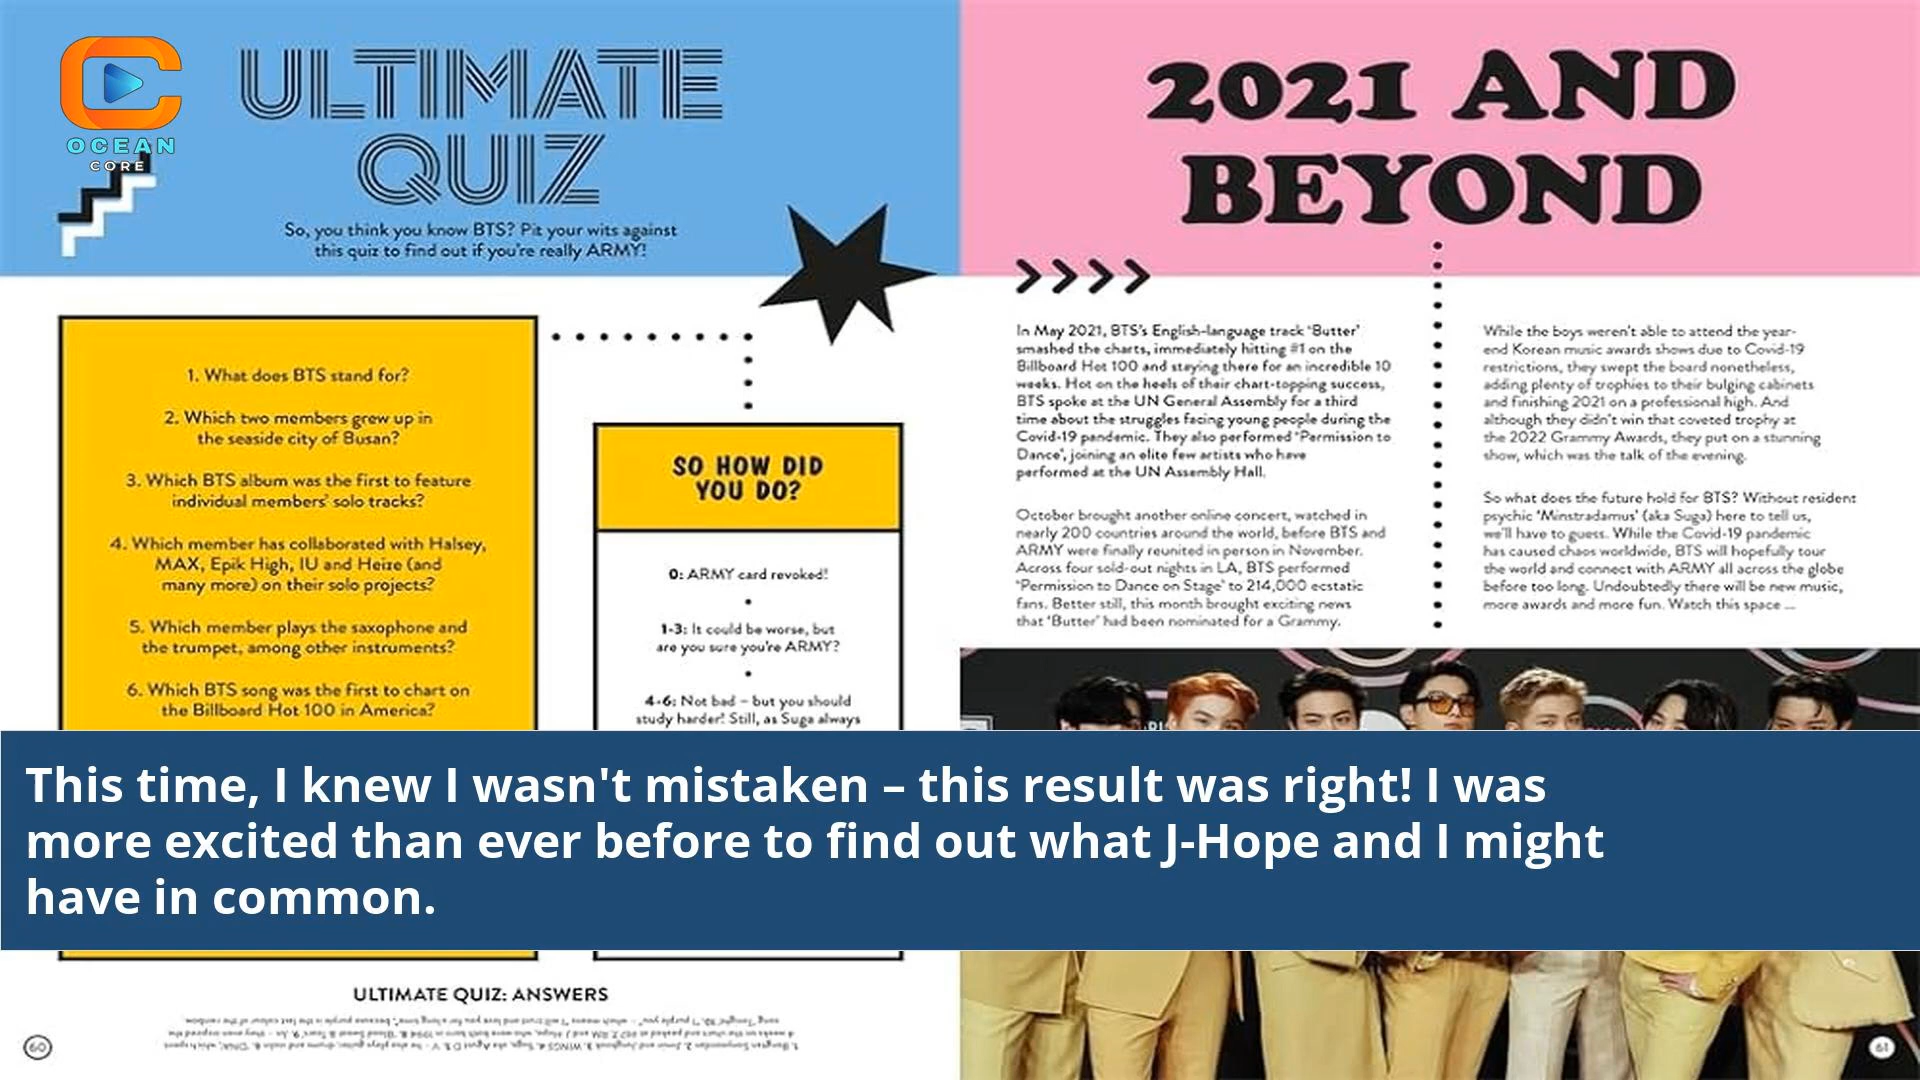 OCEAN
CORE
ULTIMATE
QUIZ
So, you think you know BTS? Pit your wits against
this quiz to find out if you're really ARMY!
1. What does BTS stand for?
2. Which two members grew up in
the seaside city of Busan?
3. Which BTS album was the first to feature
individual members' solo tracks?
4. Which member has collaborated with Halsey,
MAX, Epik High, IU and Heize (and
many more) on their solo projects?
5. Which member plays the saxophone and
the trumpet, among other instruments?
6. Which BTS song was the first to chart on
the Billboard Hot 100 in America?
SO HOW DID
YOU DO?
0: ARMY card revoked!
1-3: It could be worse, but
are you sure you're ARMY?
4-6: Not bad – but you should
study harder! Still, as Suga always
ULTIMATE QUIZ: ANSWERS
60
2021 AND
BEYOND
In May 2021, BTS's English-language track 'Butter'
smashed the charts, immediately hitting #1 on the
Billboard Hot 100 and staying there for an incredible 10
weeks. Hot on the heels of their chart-topping success,
BTS spoke at the UN General Assembly for a third
time about the struggles facing young people during the
Covid-19 pandemic. They also performed 'Permission to
Dance', joining an elite few artists who have
performed at the UN Assembly Hall.
October brought another online concert, watched in
nearly 200 countries around the world, before BTS and
ARMY were finally reunited in person in November.
Across four sold-out nights in LA, BTS performed
'Permission to Dance on Stage' to 214,000 ecstatic
fans. Better still, this month brought exciting news
that 'Butter' had been nominated for a Grammy.
While the boys weren't able to attend the year-
end Korean music awards shows due to Covid-19
restrictions, they swept the board nonetheless,
adding plenty of trophies to their bulging cabinets
and finishing 2021 on a professional high. And
although they didn't win that coveted trophy at
the 2022 Grammy Awards, they put on a stunning
show, which was the talk of the evening.
So what does the future hold for BTS? Without resident
psychic 'Minstradamus' (aka Suga) here to tell us,
we'll have to guess. While the Covid-19 pandemic
has caused chaos worldwide, BTS will hopefully tour
the world and connect with ARMY all across the globe
before too long. Undoubtedly there will be new music,
more awards and more fun. Watch this space ...
61
This time, I knew I wasn't mistaken – this result was right! I was
more excited than ever before to find out what J-Hope and I might
have in common.